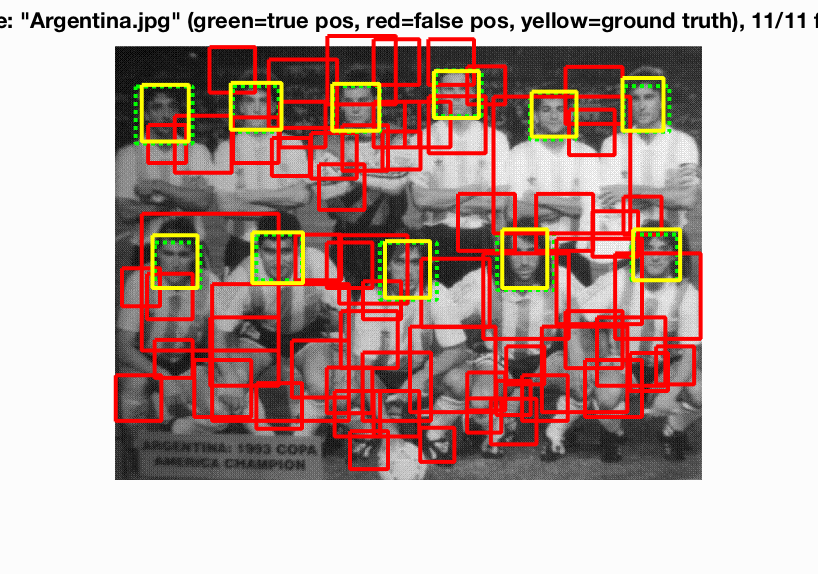 e: "Argentina.jpg" (green=true pos, red=false pos, yellow=ground truth), 11/11 f
ARGENTINA: 1993 COPA
AMERICA CHAMPION